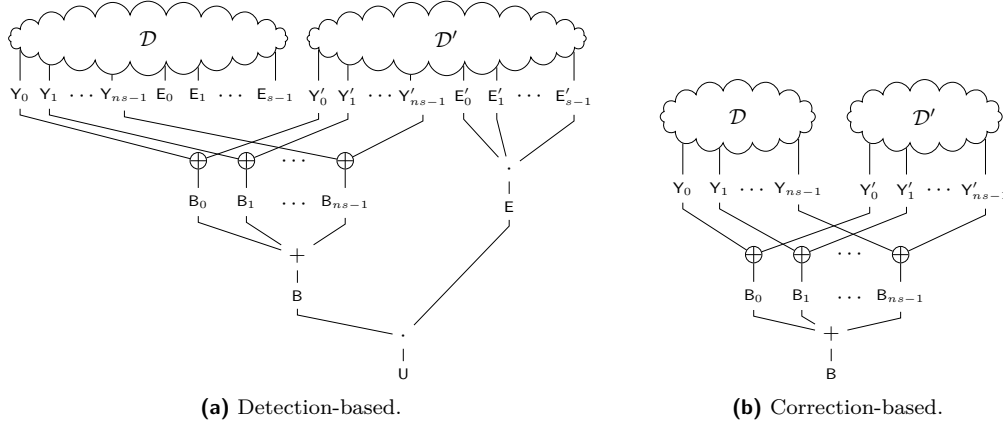 𝒟 𝒟′
Y₀ Y₁ ⋯ Yₙₛ₋₁ E₀ E₁ ⋯ Eₛ₋₁ Y′₀ Y′₁ ⋯ Y′ₙₛ₋₁ E′₀ E′₁ ⋯ E′ₛ₋₁
⊕ ⊕ ⋯ ⊕ ·
B₀ B₁ ⋯ Bₙₛ₋₁ E
+
B
·
U
(a) Detection-based.
𝒟 𝒟′
Y₀ Y₁ ⋯ Yₙₛ₋₁ Y′₀ Y′₁ ⋯ Y′ₙₛ₋₁
⊕ ⊕ ⋯ ⊕
B₀ B₁ ⋯ Bₙₛ₋₁
+
B
(b) Correction-based.